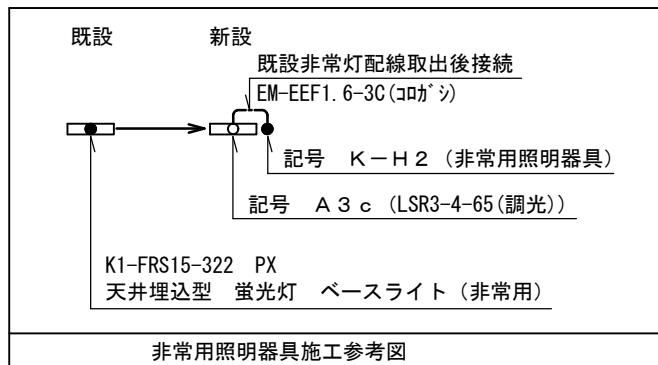 既設 新設
既設非常灯配線取出後接続
EM-EEF1.6-3C(ｺﾛｶﾞｼ)
記号 K－H2 (非常用照明器具)
記号 A3c (LSR3-4-65(調光))
K1-FRS15-322 PX
天井埋込型 蛍光灯 ベースライト (非常用)
非常用照明器具施工参考図